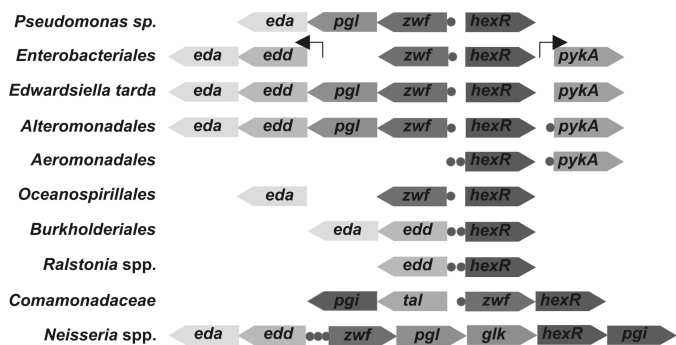 Pseudomonas sp. eda pgl zwf hexR
Enterobacteriales eda edd zwf hexR pykA
Edwardsiella tarda eda edd pgl zwf hexR pykA
Alteromonadales eda edd pgl zwf hexR pykA
Aeromonadales hexR pykA
Oceanospirillales eda zwf hexR
Burkholderiales eda edd hexR
Ralstonia spp. edd hexR
Comamonadaceae pgi tal zwf hexR
Neisseria spp. eda edd zwf pgl glk hexR pgi